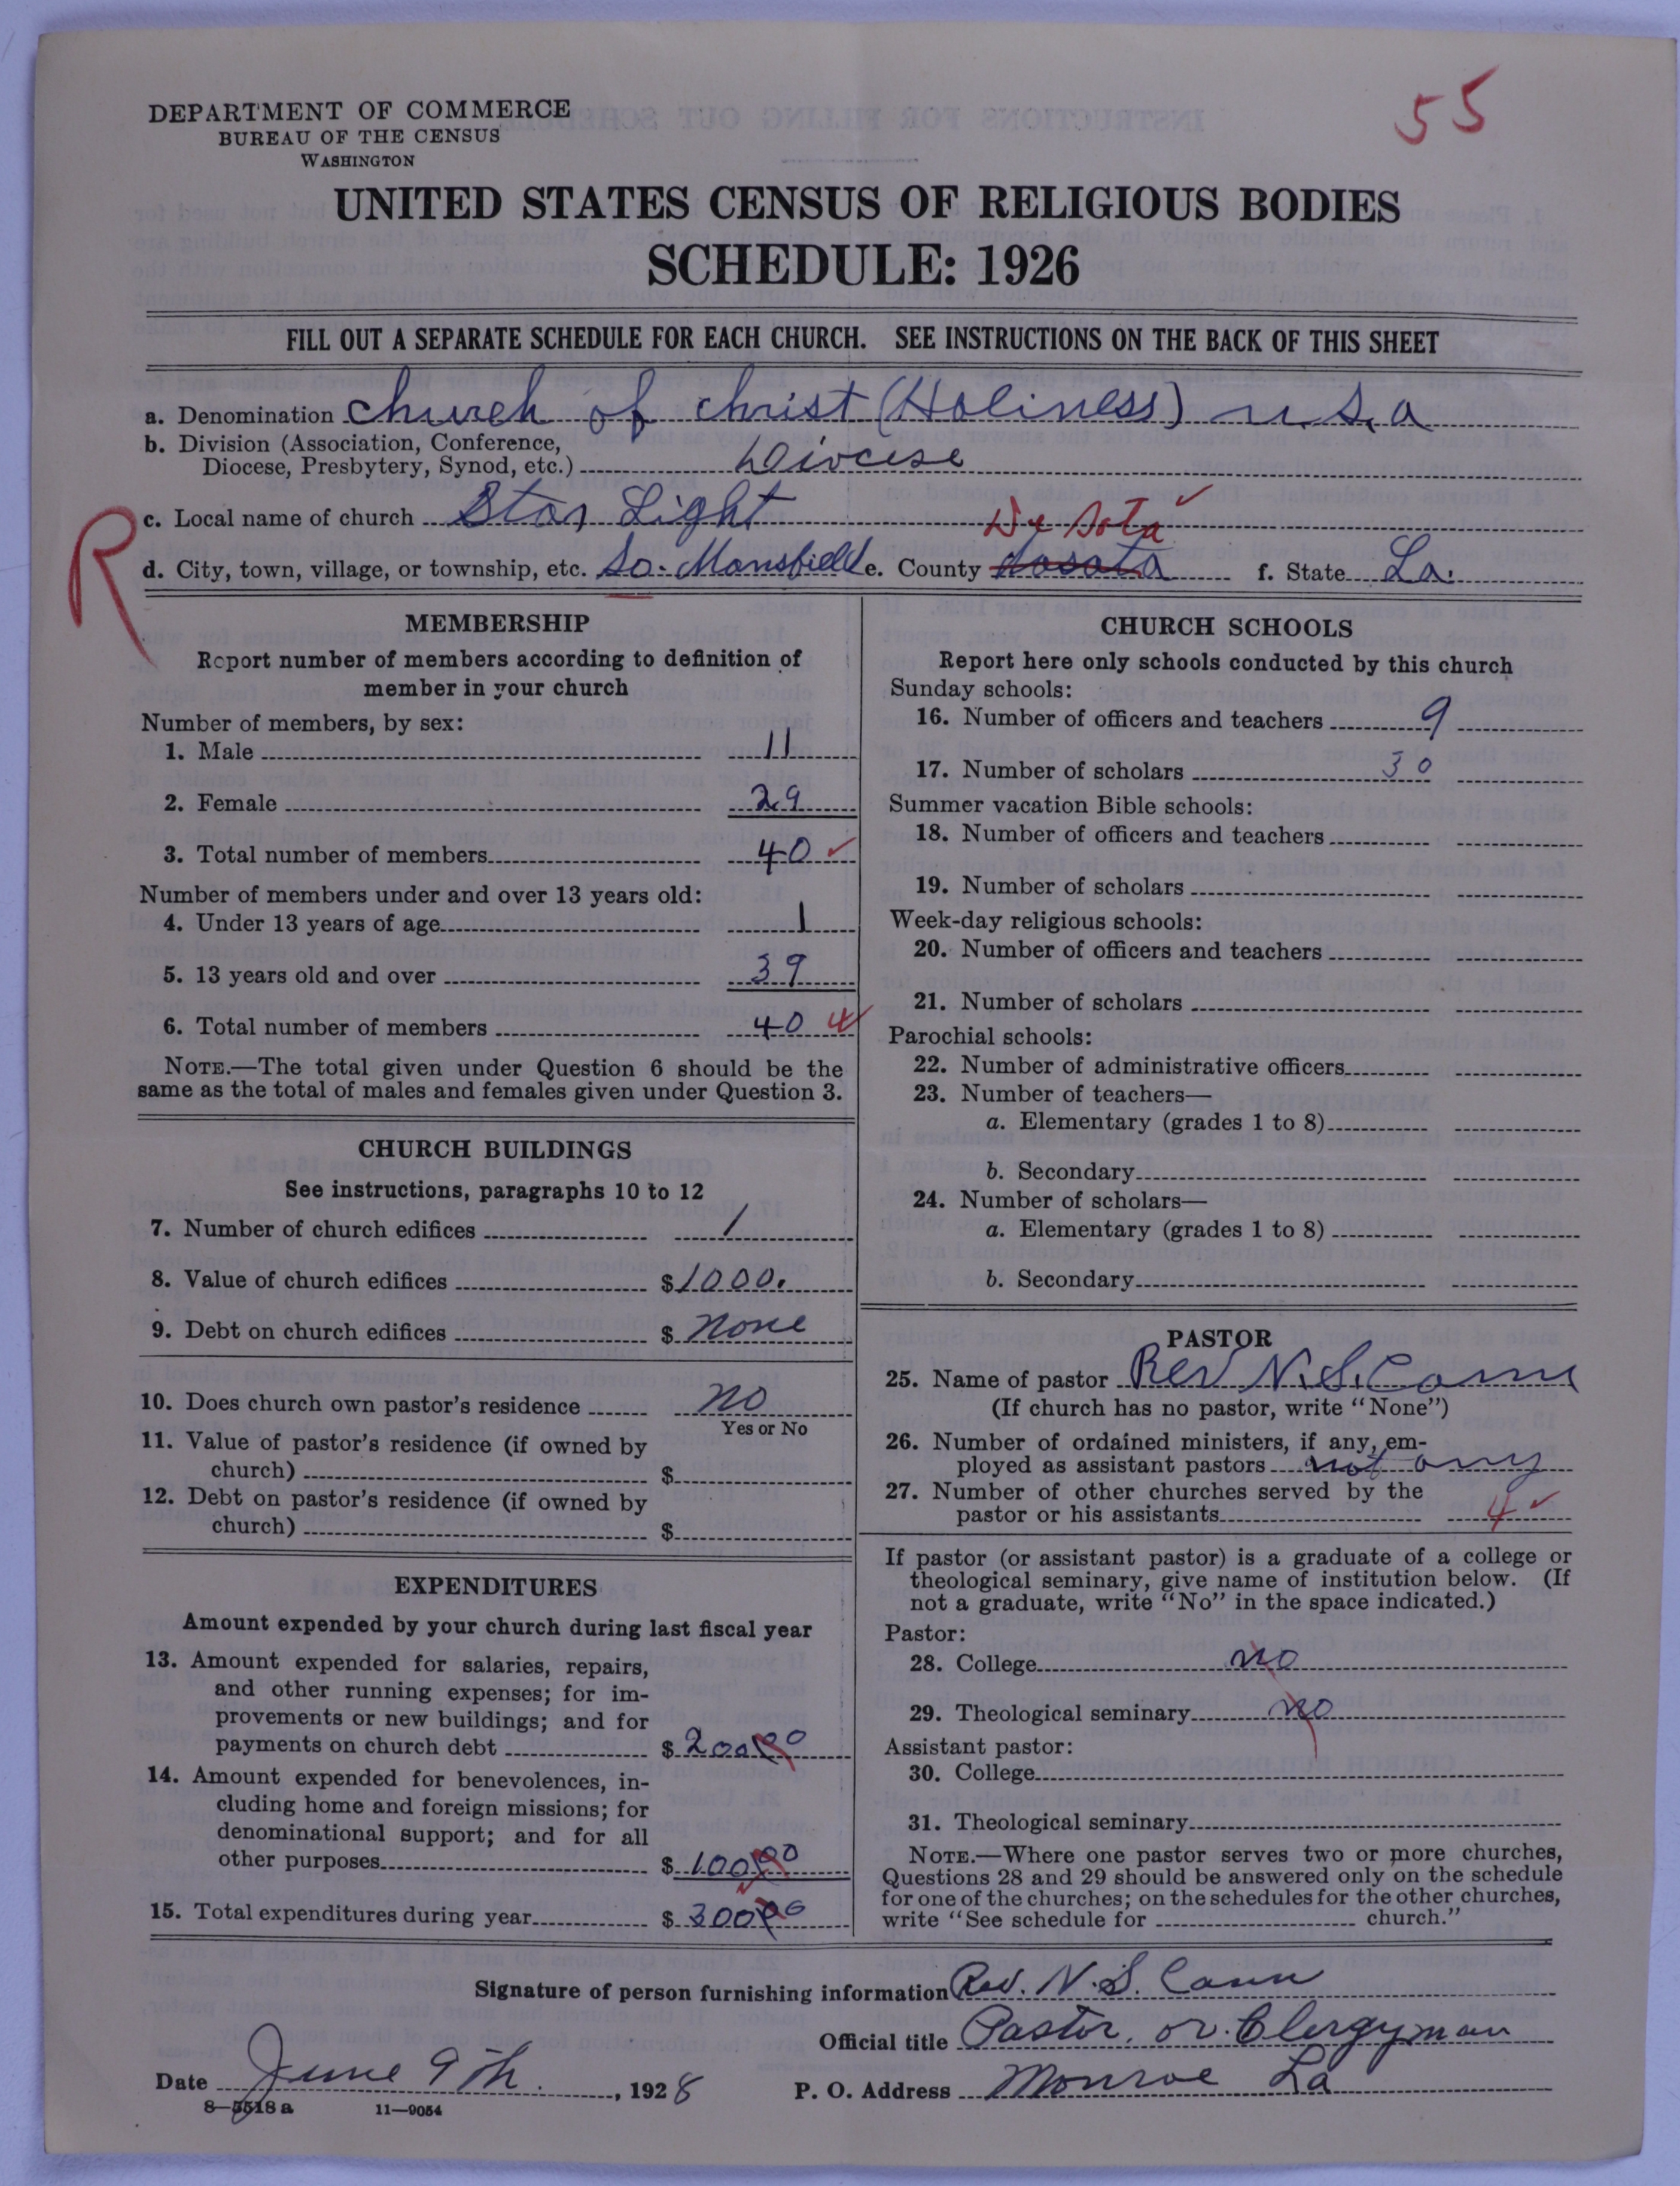 55
DEPARTMENT OF COMMERCE
BUREAU OF THE CENSUS
WASHINGTON
UNITED STATES CENSUS OF RELIGIOUS BODIES
SCHEDULE: 1926
FILL OUT A SEPARATE SCHEDULE FOR EACH CHURCH. SEE INSTRUCTIONS ON THE BACK OF THIS SHEET
a. Denomination church of christ (Holiness) u.S.a
b. Division (Association, Conference,
Diocese, Presbytery, Synod, etc.) Diocese
c. Local name of church Star Light
De Sota ✓
R
d. City, town, village, or township, etc. So. Mansfield e. County dosata f. State La.
MEMBERSHIP
Report number of members according to definition of
member in your church
Number of members, by sex:
1. Male 11
2. Female 29
3. Total number of members 40 ✓
Number of members under and over 13 years old:
4. Under 13 years of age 1
5. 13 years old and over 39
6. Total number of members 40
NOTE.—The total given under Question 6 should be the
same as the total of males and females given under Question 3.
CHURCH BUILDINGS
See instructions, paragraphs 10 to 12
7. Number of church edifices 1
8. Value of church edifices $1000.
9. Debt on church edifices $ none
10. Does church own pastor's residence no
Yes or No
11. Value of pastor's residence (if owned by
church) $
12. Debt on pastor's residence (if owned by
church) $
EXPENDITURES
Amount expended by your church during last fiscal year
13. Amount expended for salaries, repairs,
and other running expenses; for im-
provements or new buildings; and for
payments on church debt $ 20000
14. Amount expended for benevolences, in-
cluding home and foreign missions; for
denominational support; and for all
other purposes $ 10000
15. Total expenditures during year $ 30000
CHURCH SCHOOLS
Report here only schools conducted by this church
Sunday schools:
16. Number of officers and teachers 9
17. Number of scholars 30
Summer vacation Bible schools:
18. Number of officers and teachers
19. Number of scholars
Week-day religious schools:
20. Number of officers and teachers
21. Number of scholars
Parochial schools:
22. Number of administrative officers
23. Number of teachers—
a. Elementary (grades 1 to 8)
b. Secondary
24. Number of scholars—
a. Elementary (grades 1 to 8)
b. Secondary
PASTOR
25. Name of pastor Rev N.S. Cann
(If church has no pastor, write "None")
26. Number of ordained ministers, if any, em-
ployed as assistant pastors not any
27. Number of other churches served by the
pastor or his assistants 4 ✓
If pastor (or assistant pastor) is a graduate of a college or
theological seminary, give name of institution below. (If
not a graduate, write "No" in the space indicated.)
Pastor:
28. College no
29. Theological seminary no
Assistant pastor:
30. College
31. Theological seminary
NOTE.—Where one pastor serves two or more churches,
Questions 28 and 29 should be answered only on the schedule
for one of the churches; on the schedules for the other churches,
write "See schedule for church."
Signature of person furnishing information Rev. N.S. Cann
Official title Pastor. or. Clergyman
Date June 9th. , 1928 P. O. Address Monroe La
8—5518 a 11—9054